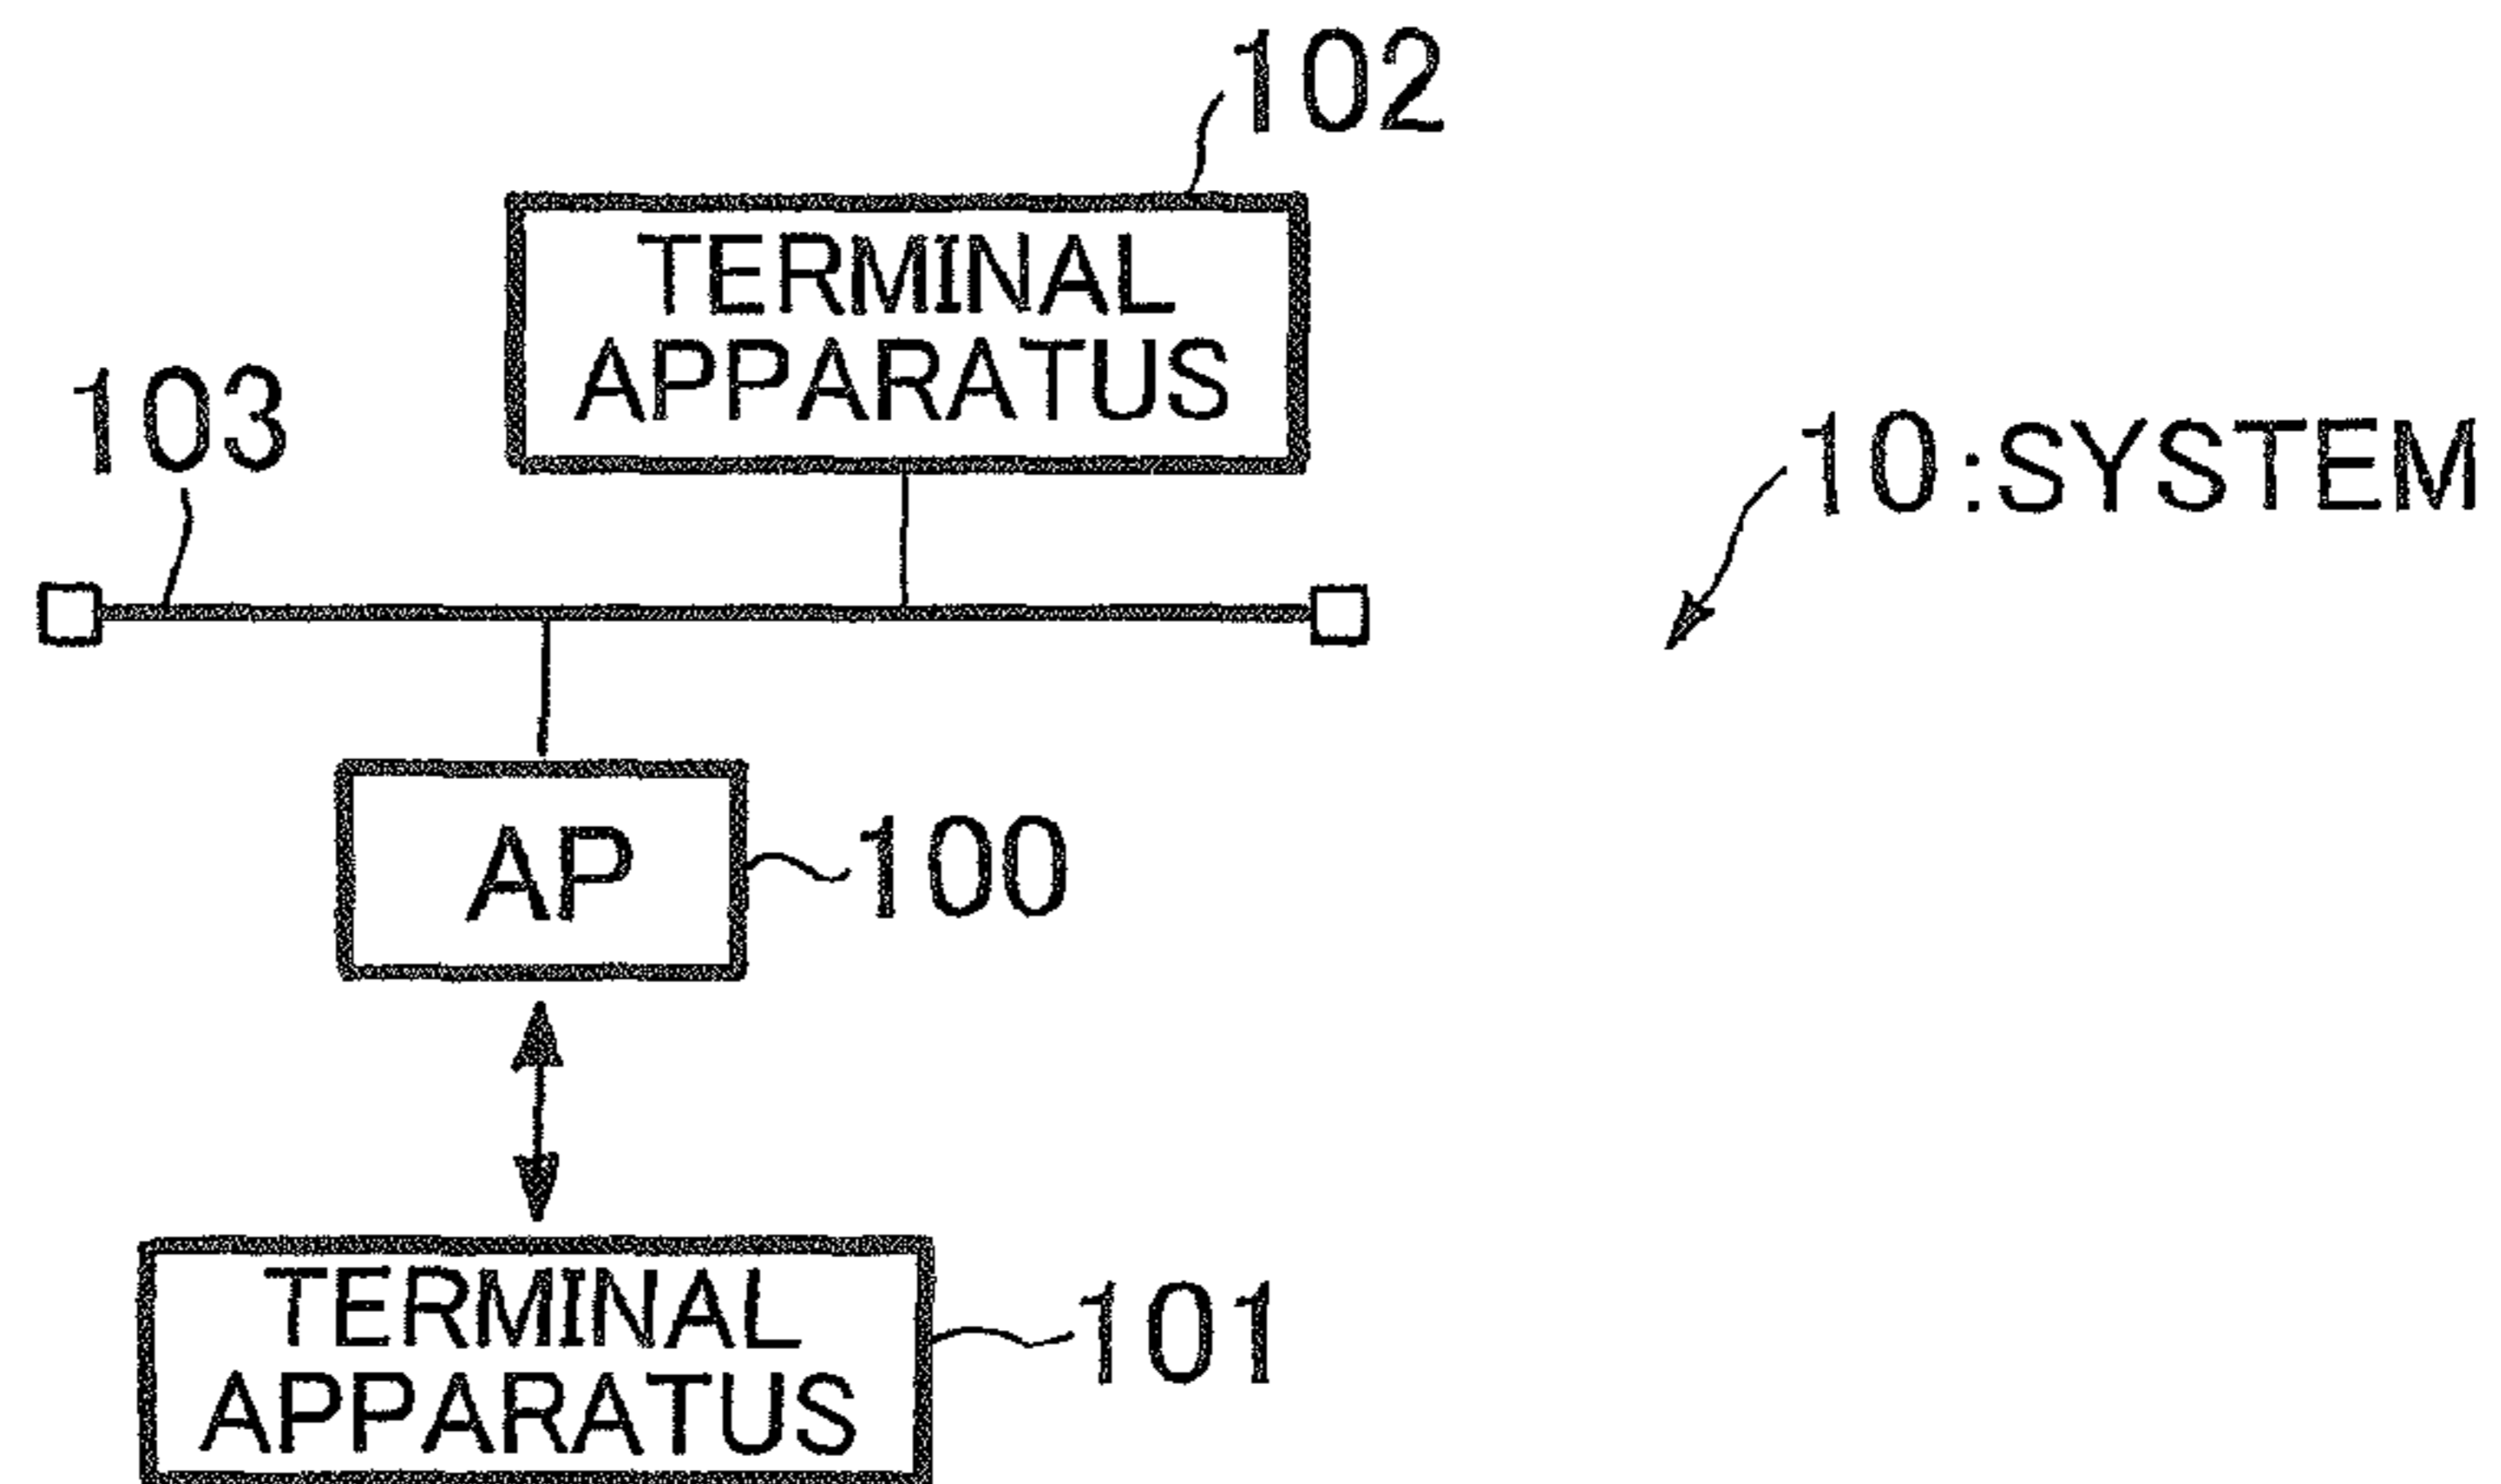 102
TERMINAL
APPARATUS
103
10:SYSTEM
AP
100
TERMINAL
APPARATUS
101